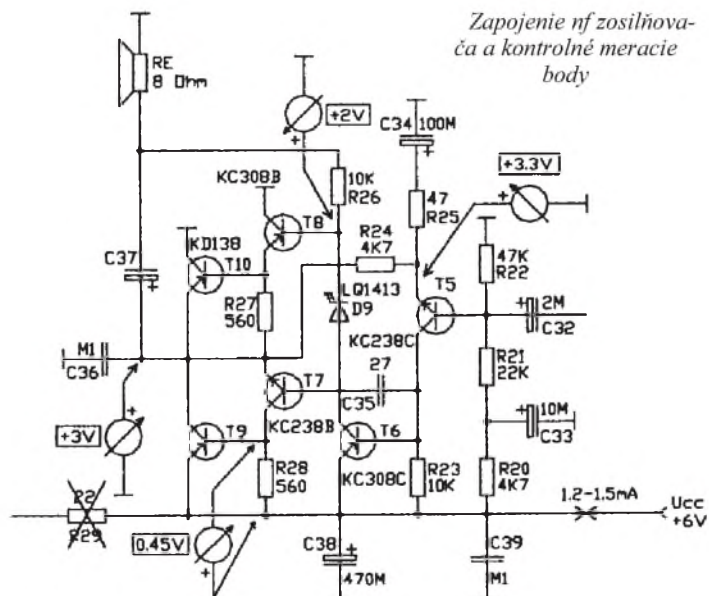 Zapojenie nf zosilňova-
ča a kontrolné meracie
body
RE
8 Ohm
+2V
C34 100M
+3.3V
KC308B
10K
R26
47
R25
T8
R24
4K7
KD138
T10
C37
47K
R22
T5
LQ1413
D9
R27
560
2M
C32
KC238C
M1
C36
27
C35
R21
22K
T7
KC238B
T6
10M
C33
+3V
T9
KC308C
R28
560
R23
10K
R20
4K7
1.2-1.5mA
Ucc
+6V
22
R29
0.45V
C38
470M
C39
M1